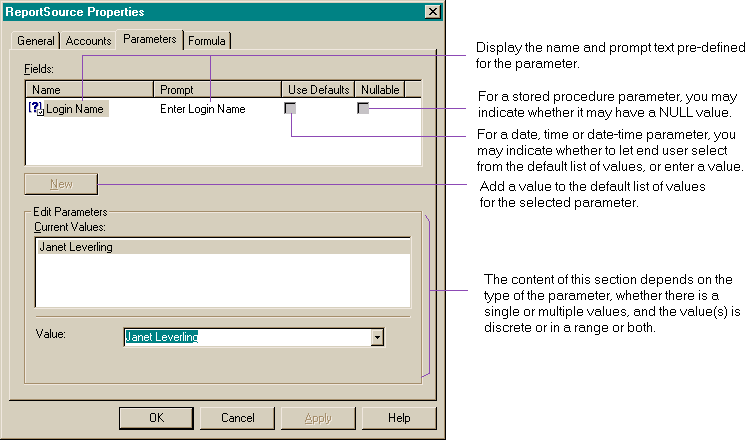 ReportSource Properties
General Accounts Parameters Formula
Fields:
Name Prompt Use Defaults Nullable
[?] Login Name Enter Login Name
New
Edit Parameters
Current Values:
Janet Leverling
Value: Janet Leverling
OK Cancel Apply Help
Display the name and prompt text pre-defined
for the parameter.
For a stored procedure parameter, you may
indicate whether it may have a NULL value.
For a date, time or date-time parameter, you
may indicate whether to let end user select
from the default list of values, or enter a value.
Add a value to the default list of values
for the selected parameter.
The content of this section depends on the
type of the parameter, whether there is a
single or multiple values, and the value(s) is
discrete or in a range or both.